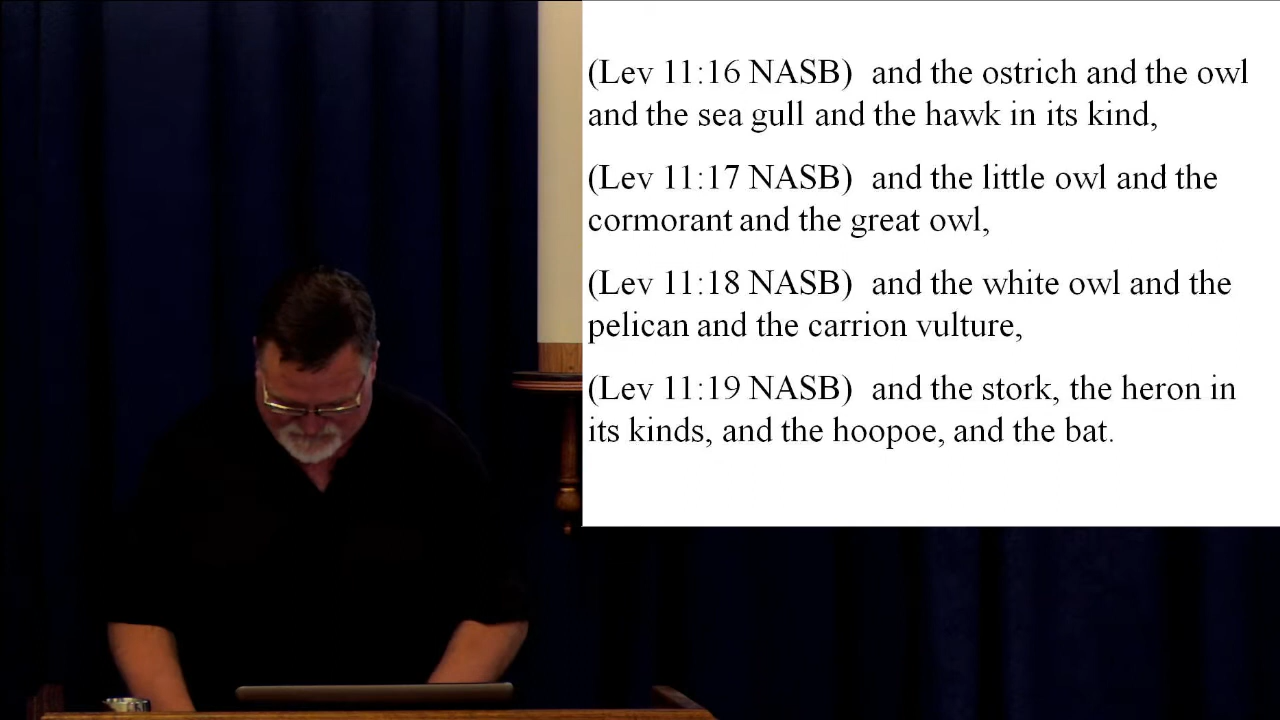 (Lev 11:16 NASB) and the ostrich and the owl
and the sea gull and the hawk in its kind,
(Lev 11:17 NASB) and the little owl and the
cormorant and the great owl,
(Lev 11:18 NASB) and the white owl and the
pelican and the carrion vulture,
(Lev 11:19 NASB) and the stork, the heron in
its kinds, and the hoopoe, and the bat.